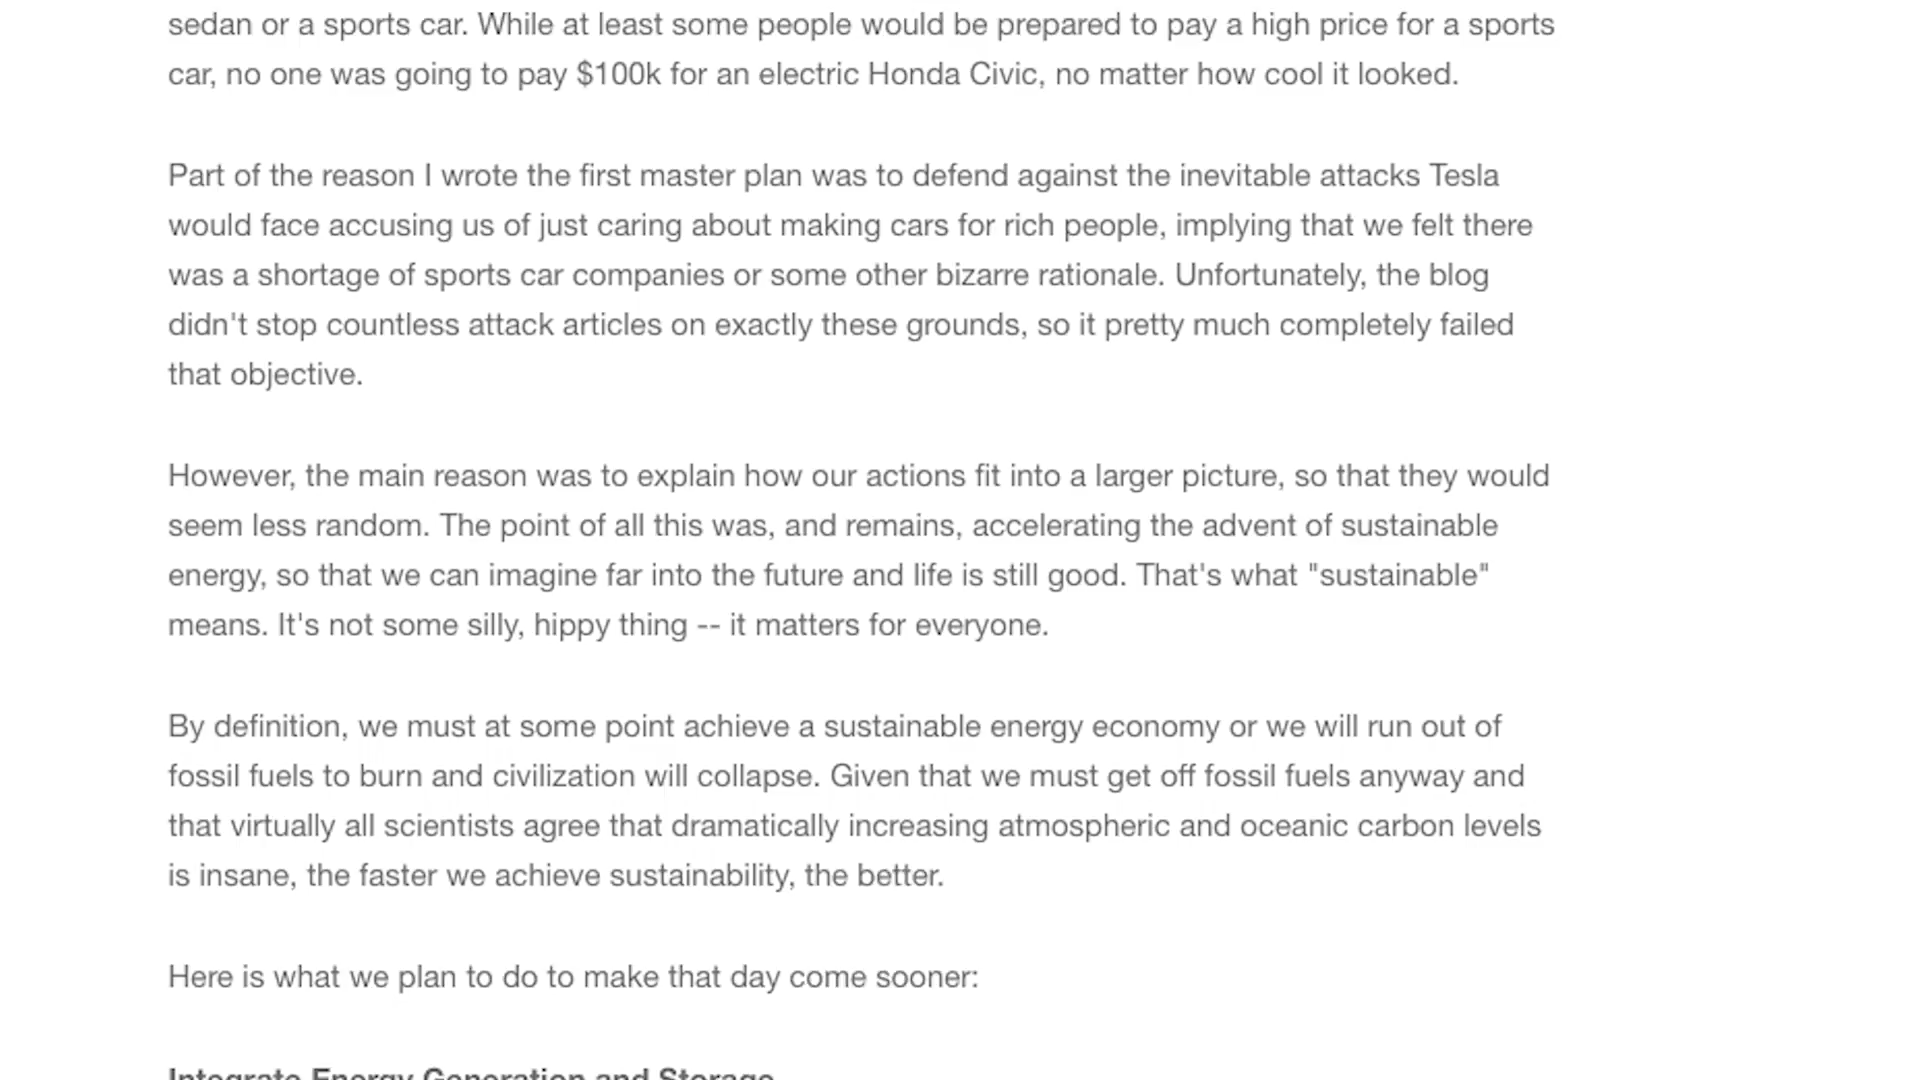 sedan or a sports car. While at least some people would be prepared to pay a high price for a sports
car, no one was going to pay $100k for an electric Honda Civic, no matter how cool it looked.
Part of the reason I wrote the first master plan was to defend against the inevitable attacks Tesla
would face accusing us of just caring about making cars for rich people, implying that we felt there
was a shortage of sports car companies or some other bizarre rationale. Unfortunately, the blog
didn't stop countless attack articles on exactly these grounds, so it pretty much completely failed
that objective.
However, the main reason was to explain how our actions fit into a larger picture, so that they would
seem less random. The point of all this was, and remains, accelerating the advent of sustainable
energy, so that we can imagine far into the future and life is still good. That's what "sustainable"
means. It's not some silly, hippy thing -- it matters for everyone.
By definition, we must at some point achieve a sustainable energy economy or we will run out of
fossil fuels to burn and civilization will collapse. Given that we must get off fossil fuels anyway and
that virtually all scientists agree that dramatically increasing atmospheric and oceanic carbon levels
is insane, the faster we achieve sustainability, the better.
Here is what we plan to do to make that day come sooner:
Integrate Energy Generation and Storage